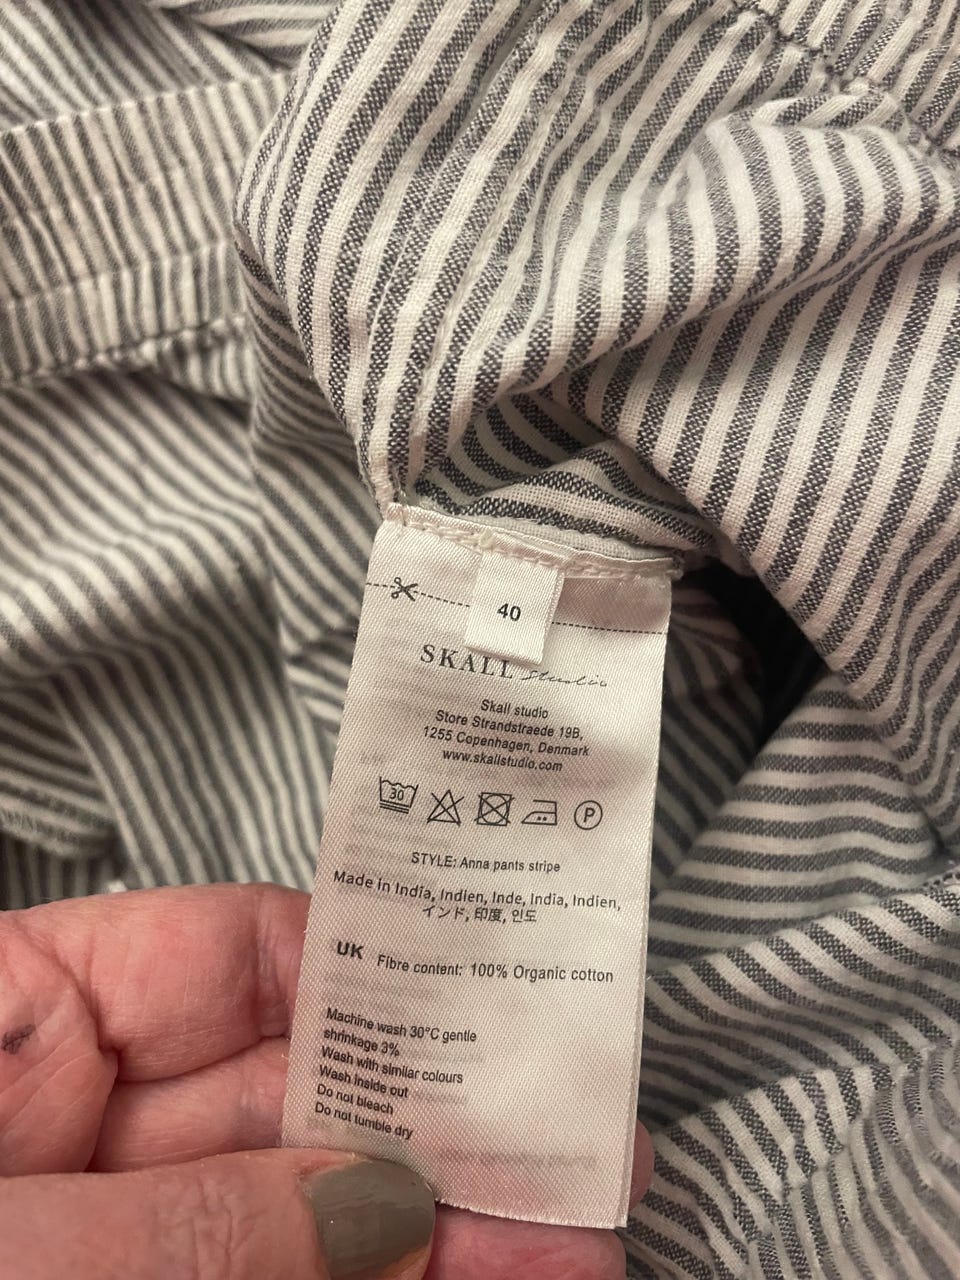 40
SKALL studio
Skall studio
Store Strandstraede 19B,
1255 Copenhagen, Denmark
www.skallstudio.com
30
P
STYLE: Anna pants stripe
Made in India, Indien, Inde, India, Indien,
インド, 印度, 인도
UK Fibre content: 100% Organic cotton
Machine wash 30°C gentle
shrinkage 3%
Wash with similar colours
Wash inside out
Do not bleach
Do not tumble dry